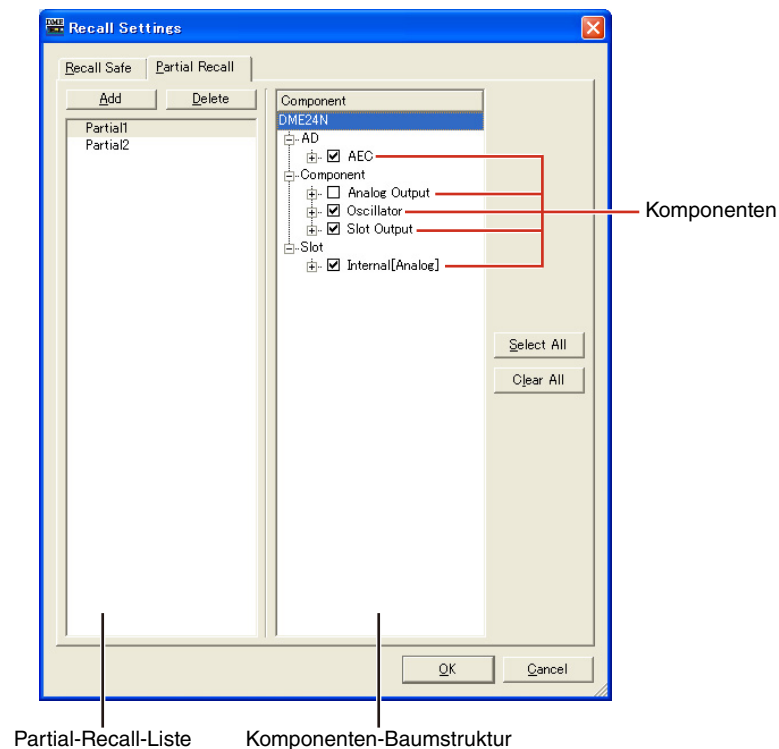 Recall Settings
Recall Safe
Partial Recall
Add
Delete
Partial1
Partial2
Component
DME24N
AD
AEC
Component
Analog Output
Oscillator
Slot Output
Slot
Internal[Analog]
Komponenten
Select All
Clear All
OK
Cancel
Partial-Recall-Liste
Komponenten-Baumstruktur